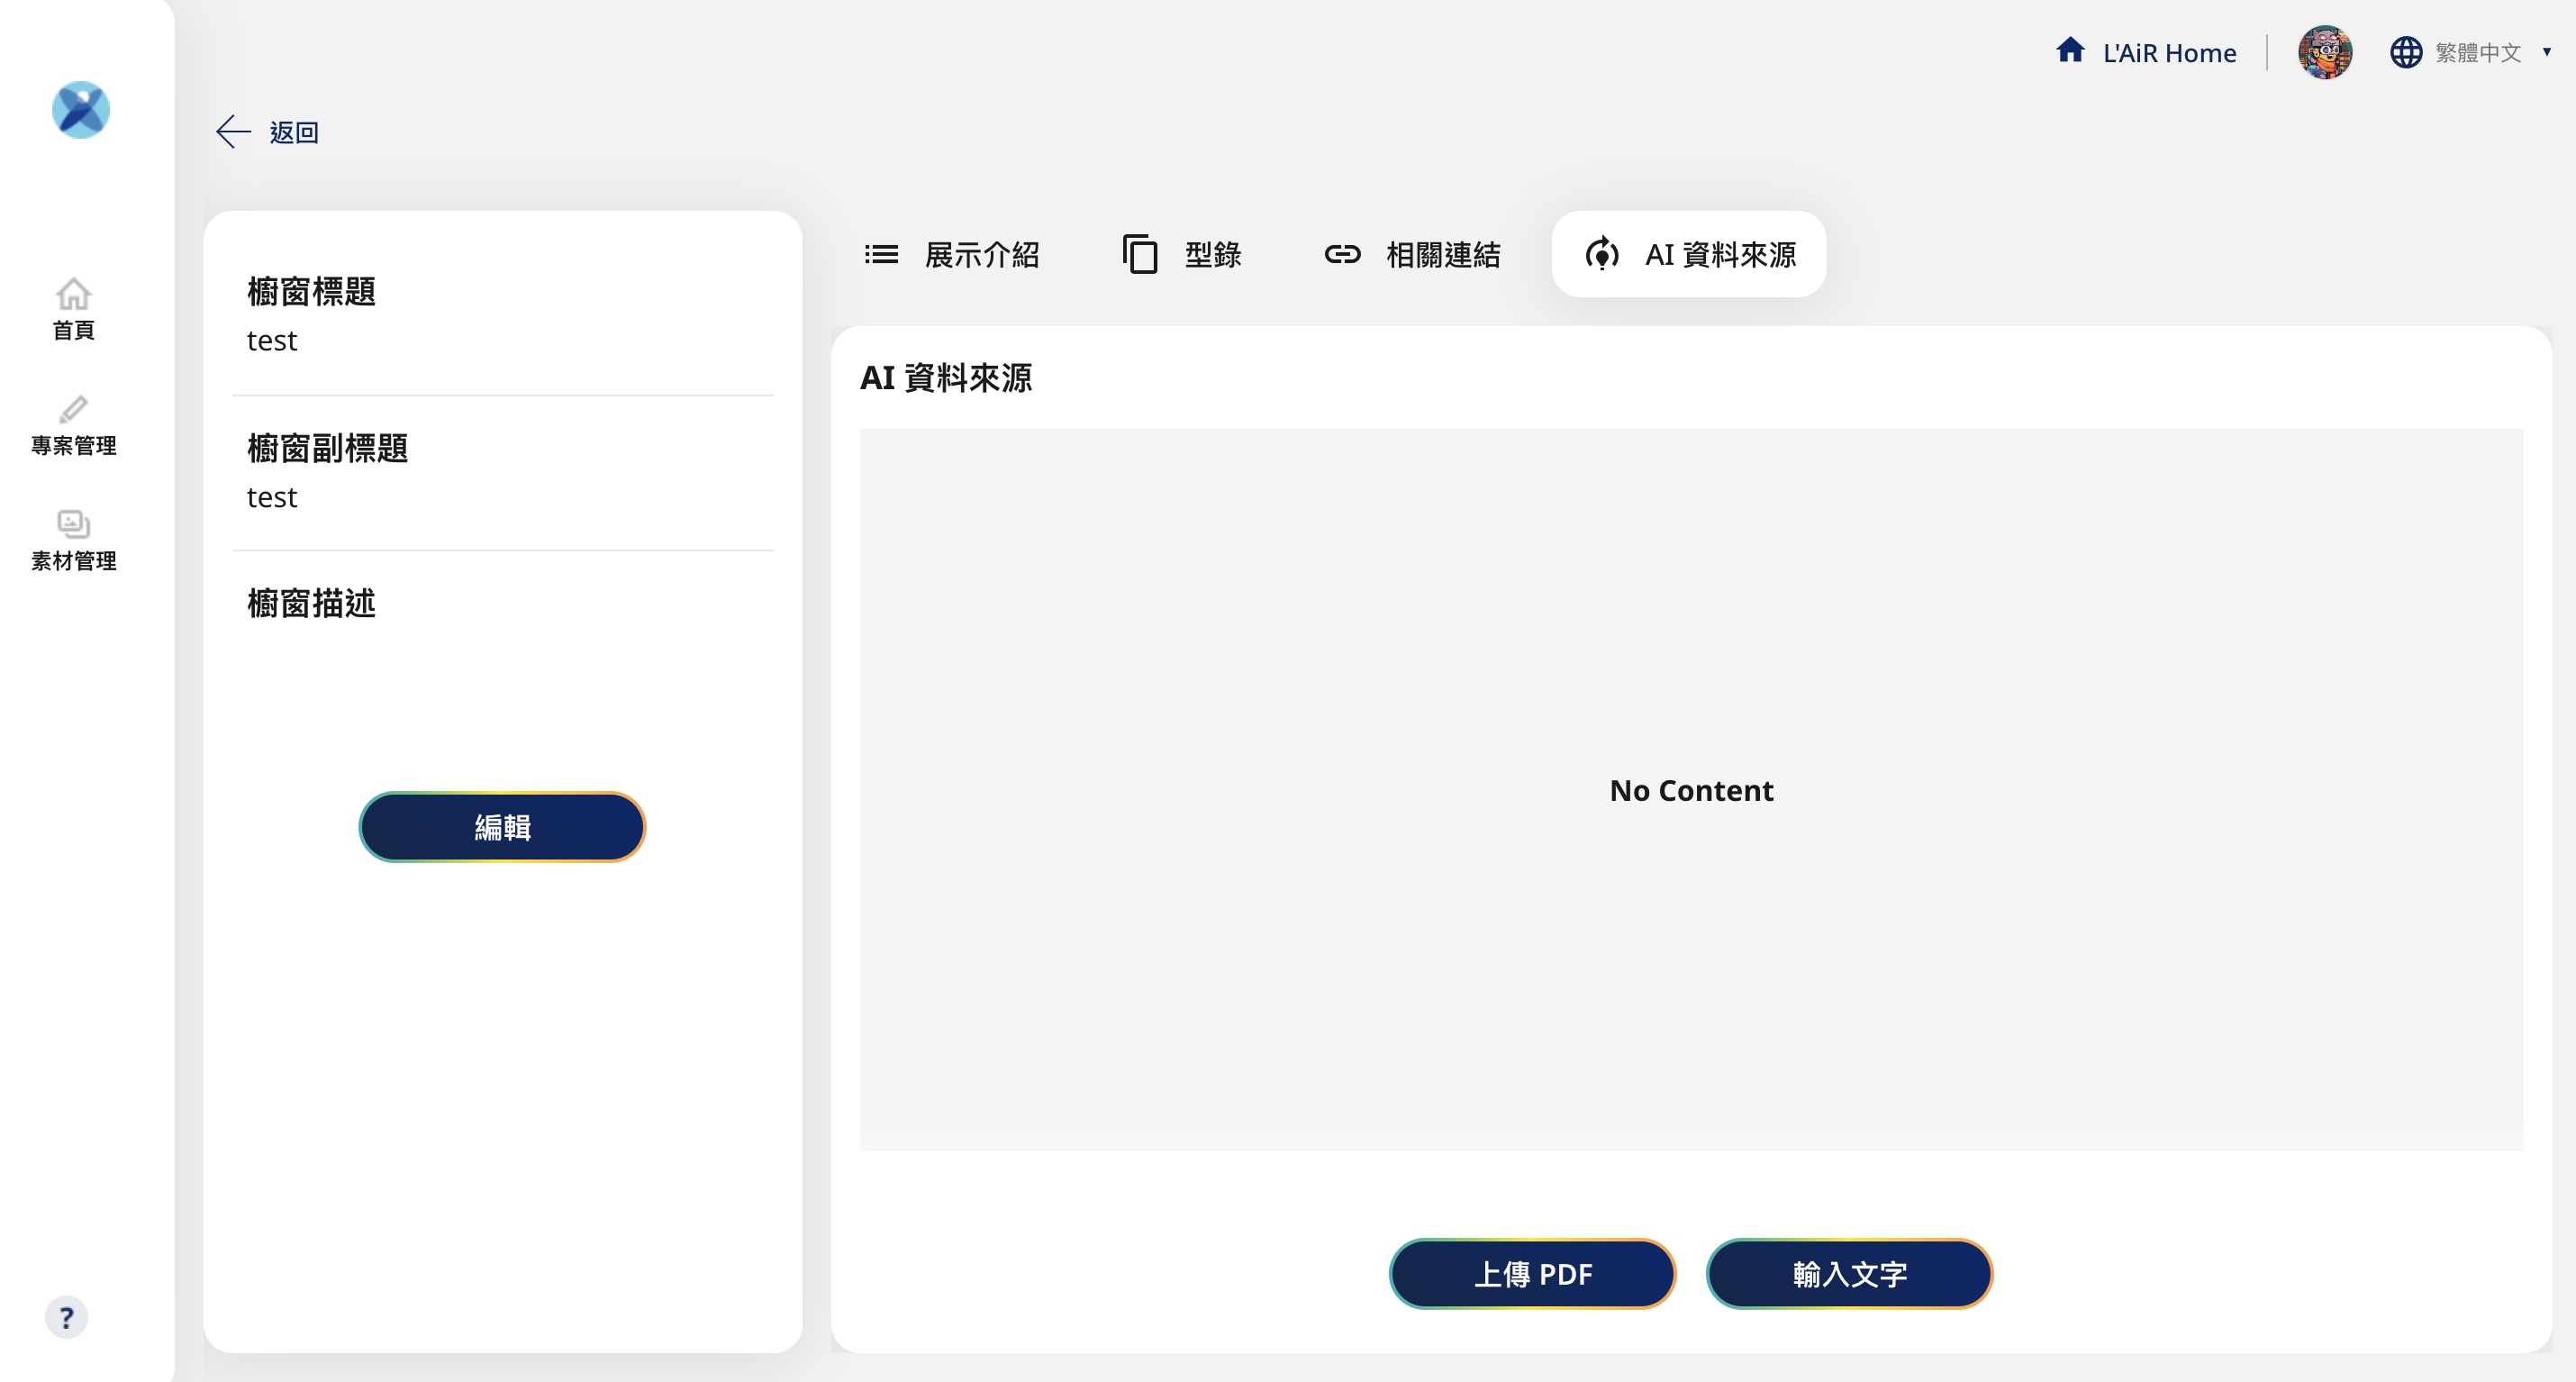 L'AiR Home
繁體中文
返回
首頁
專案管理
素材管理
?
櫥窗標題
test
櫥窗副標題
test
櫥窗描述
編輯
展示介紹
型錄
相關連結
AI 資料來源
AI 資料來源
No Content
上傳 PDF
輸入文字